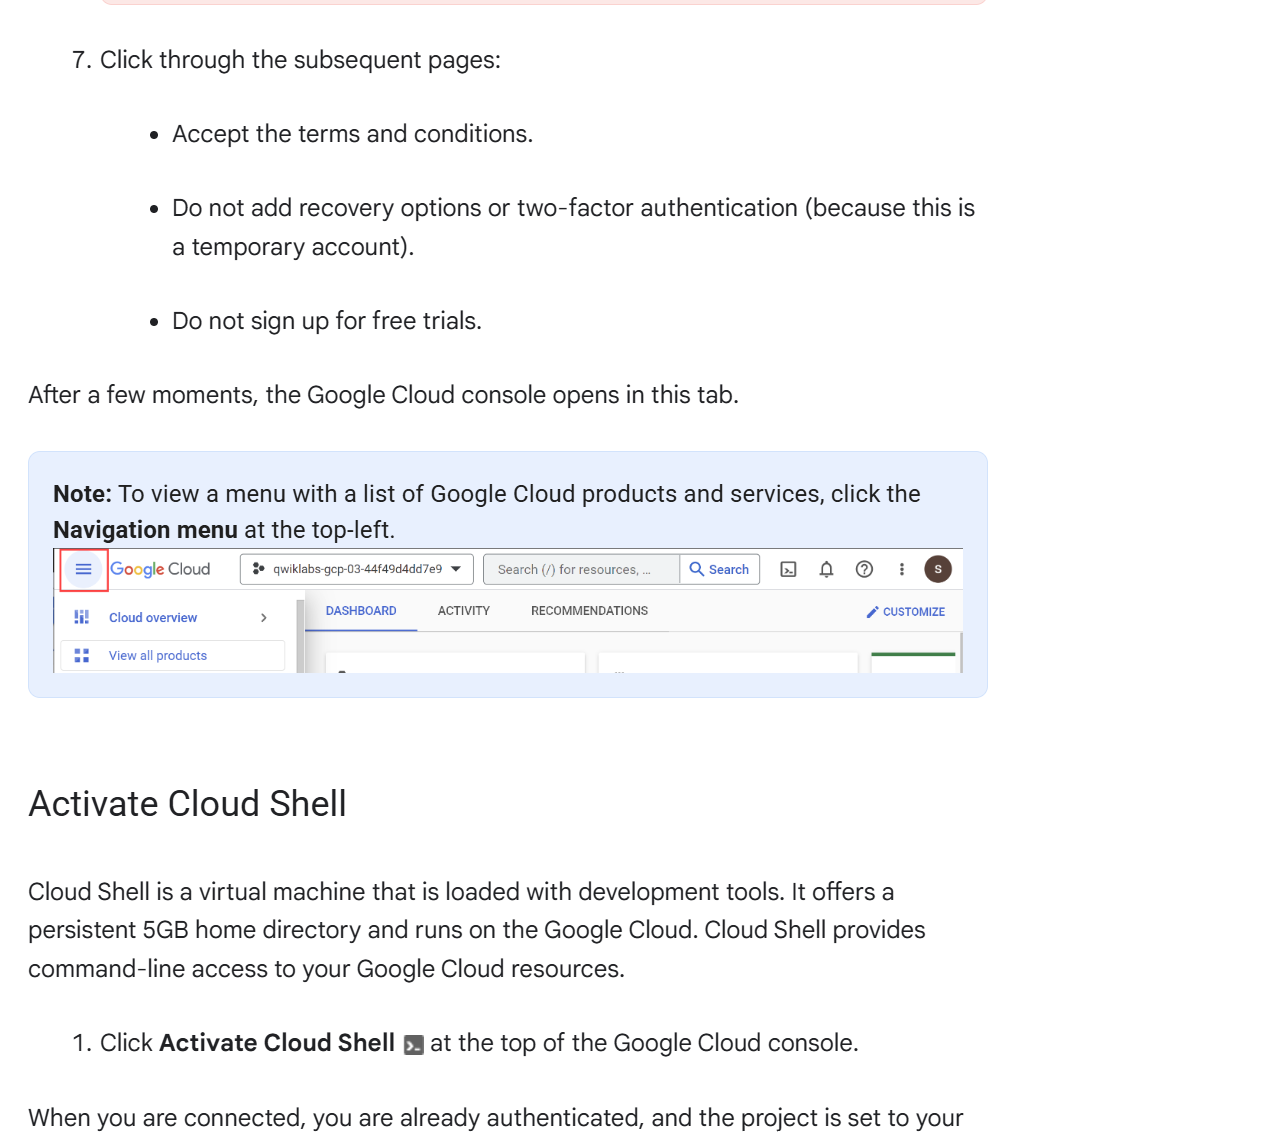 7. Click through the subsequent pages:
• Accept the terms and conditions.
• Do not add recovery options or two-factor authentication (because this is
a temporary account).
• Do not sign up for free trials.
After a few moments, the Google Cloud console opens in this tab.
Note: To view a menu with a list of Google Cloud products and services, click the
Navigation menu at the top-left.
Google Cloud qwiklabs-gcp-03-44f49d4dd7e9 Search (/) for resources, ... Search S
Cloud overview DASHBOARD ACTIVITY RECOMMENDATIONS CUSTOMIZE
View all products
Activate Cloud Shell
Cloud Shell is a virtual machine that is loaded with development tools. It offers a
persistent 5GB home directory and runs on the Google Cloud. Cloud Shell provides
command-line access to your Google Cloud resources.
1. Click Activate Cloud Shell at the top of the Google Cloud console.
When you are connected, you are already authenticated, and the project is set to your